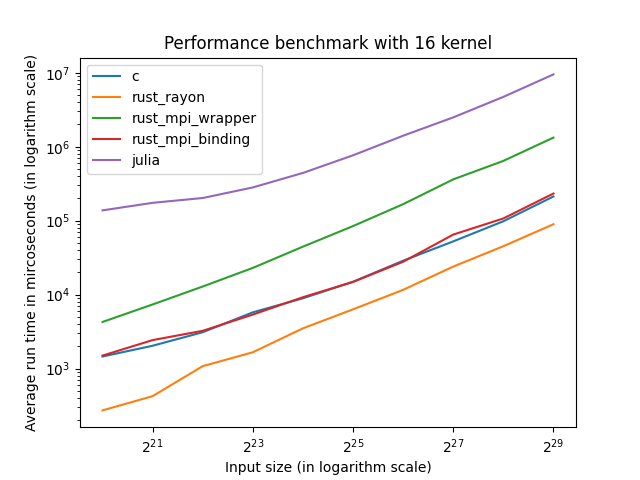 Performance benchmark with 16 kernel
c
rust_rayon
rust_mpi_wrapper
rust_mpi_binding
julia
Average run time in mircoseconds (in logarithm scale)
10⁷
10⁶
10⁵
10⁴
10³
2²¹
2²³
2²⁵
2²⁷
2²⁹
Input size (in logarithm scale)